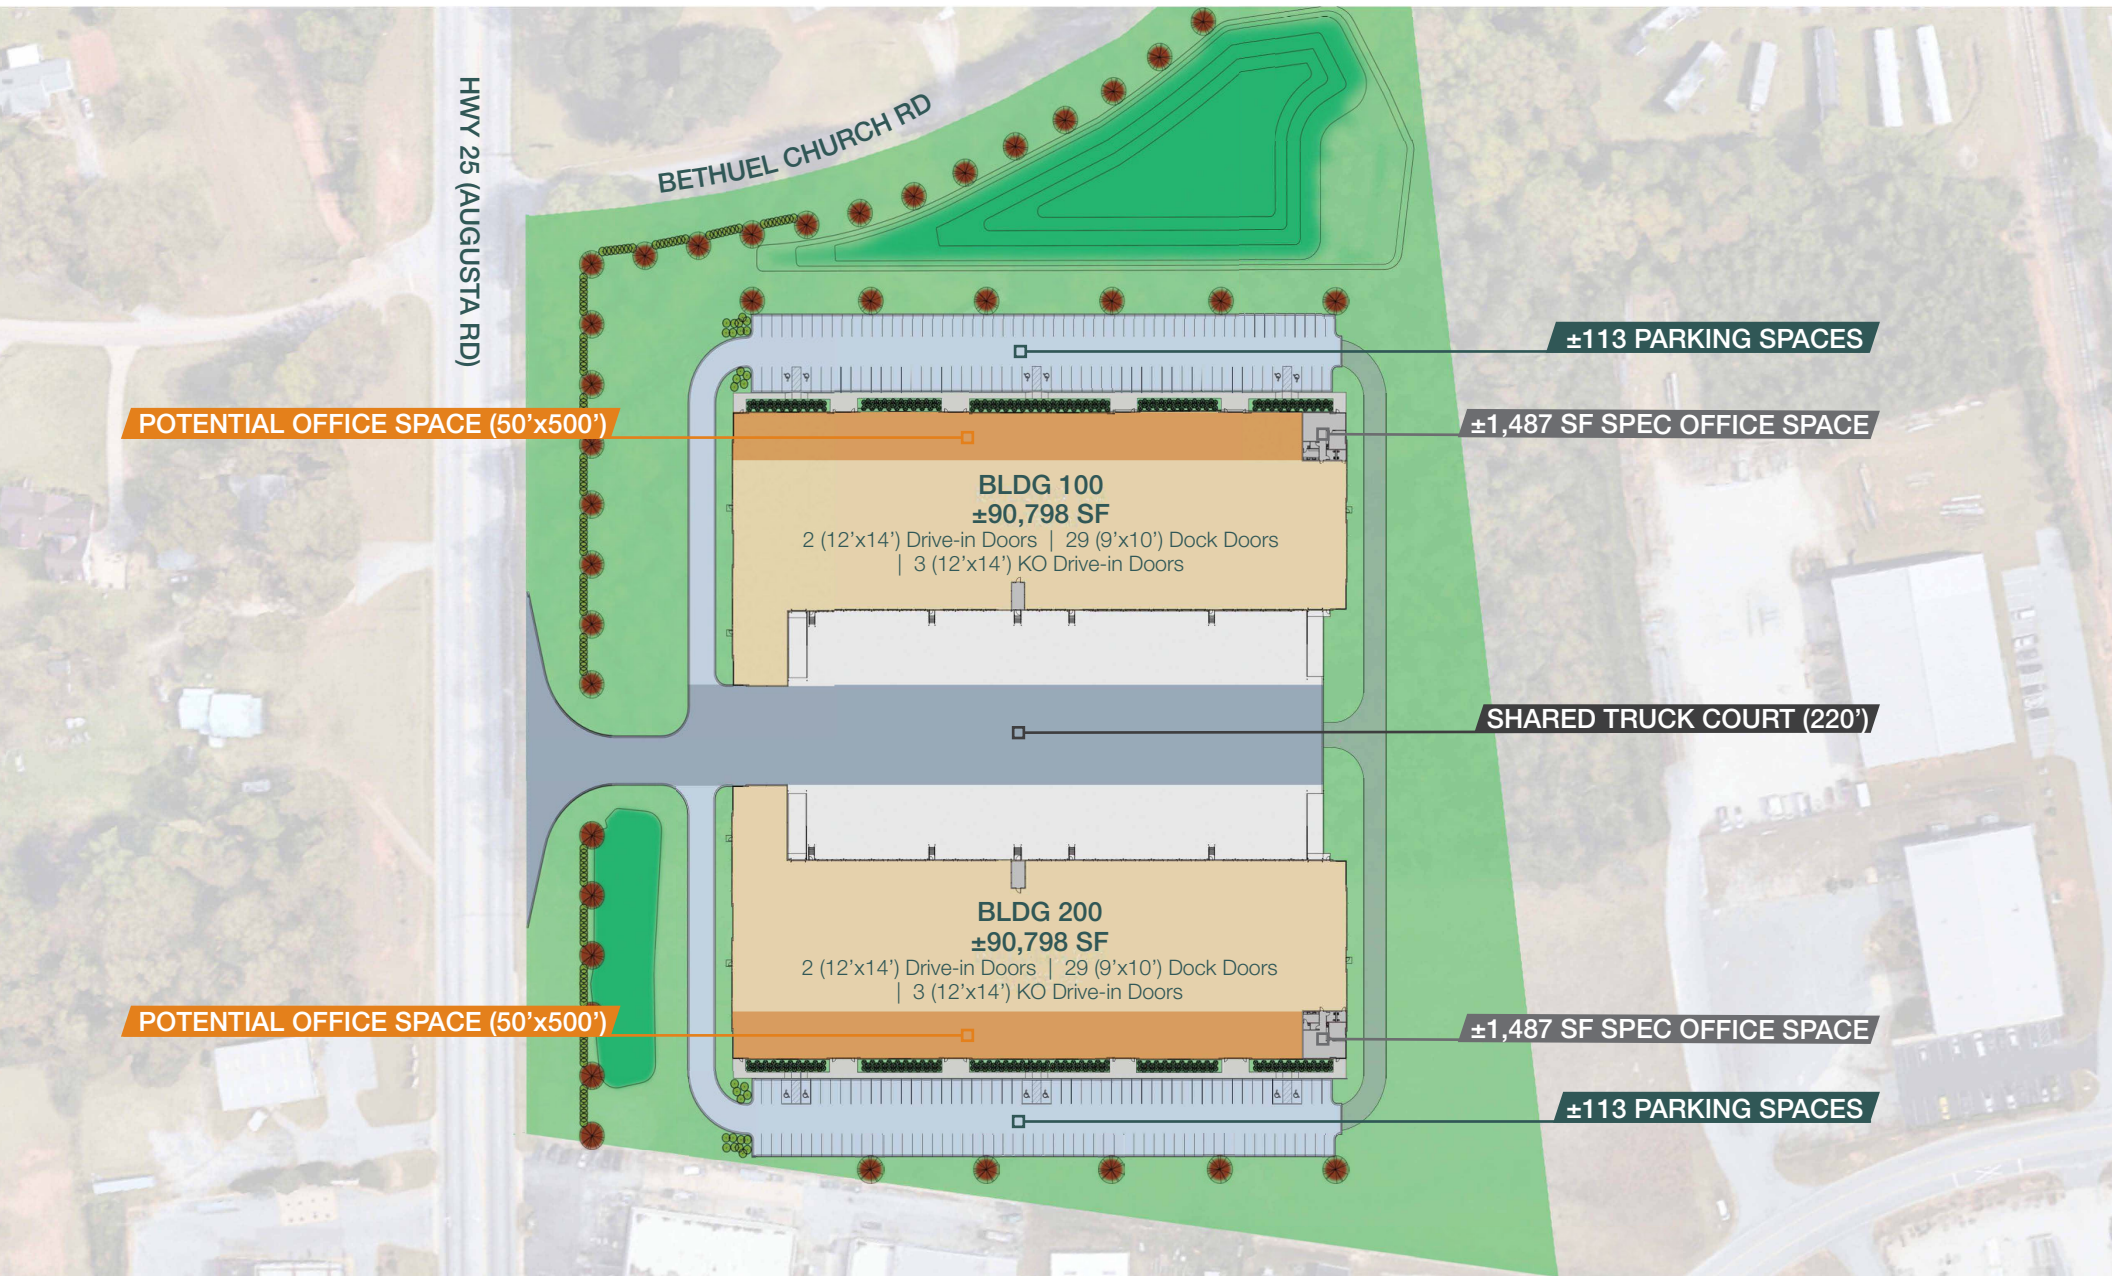 HWY 25 (AUGUSTA RD)
BETHUEL CHURCH RD
±113 PARKING SPACES
POTENTIAL OFFICE SPACE (50’x500’)
±1,487 SF SPEC OFFICE SPACE
BLDG 100
±90,798 SF
2 (12’x14’) Drive-in Doors | 29 (9’x10’) Dock Doors
| 3 (12’x14’) KO Drive-in Doors
SHARED TRUCK COURT (220’)
BLDG 200
±90,798 SF
2 (12’x14’) Drive-in Doors | 29 (9’x10’) Dock Doors
| 3 (12’x14’) KO Drive-in Doors
POTENTIAL OFFICE SPACE (50’x500’)
±1,487 SF SPEC OFFICE SPACE
±113 PARKING SPACES